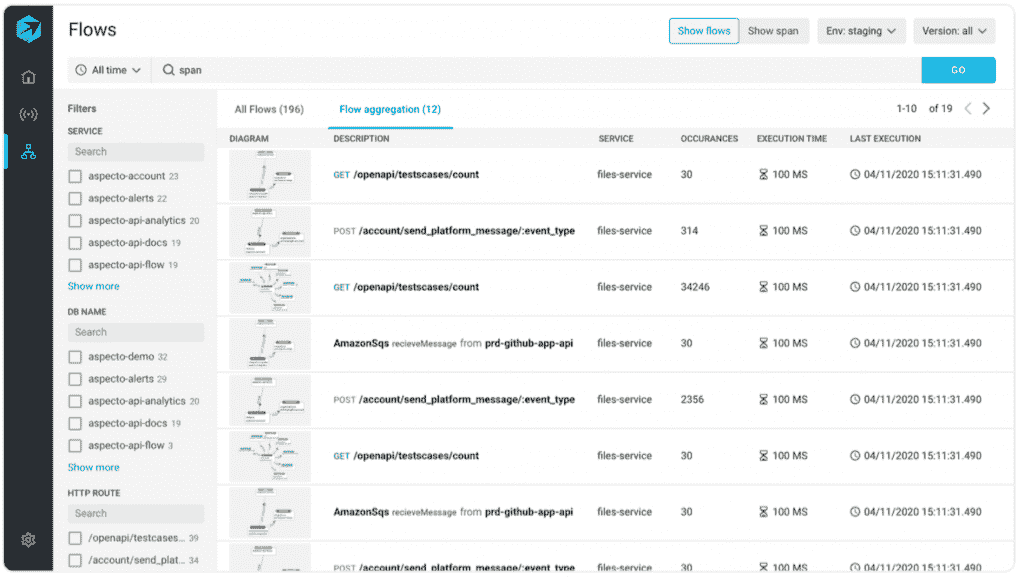 Flows
Show flows Show span Env: staging Version: all
All time span GO
Filters
SERVICE
Search
aspecto-account 23
aspecto-alerts 22
aspecto-api-analytics 20
aspecto-api-docs 19
aspecto-api-flow 19
Show more
DB NAME
Search
aspecto-demo 32
aspecto-alerts 29
aspecto-api-analytics 20
aspecto-api-docs 19
aspecto-api-flow 3
Show more
HTTP ROUTE
Search
/openapi/testcases... 39
/account/send_plat... 34
All Flows (196) Flow aggregation (12) 1-10 of 19
DIAGRAM DESCRIPTION SERVICE OCCURANCES EXECUTION TIME LAST EXECUTION
GET /openapi/testscases/count files-service 30 100 MS 04/11/2020 15:11:31.490
POST /account/send_platform_message/:event_type files-service 314 100 MS 04/11/2020 15:11:31.490
GET /openapi/testscases/count files-service 34246 100 MS 04/11/2020 15:11:31.490
AmazonSqs recieveMessage from prd-github-app-api files-service 30 100 MS 04/11/2020 15:11:31.490
POST /account/send_platform_message/:event_type files-service 2356 100 MS 04/11/2020 15:11:31.490
GET /openapi/testscases/count files-service 30 100 MS 04/11/2020 15:11:31.490
AmazonSqs recieveMessage from prd-github-app-api files-service 30 100 MS 04/11/2020 15:11:31.490
POST /account/send_platform_message/:event_type files-service 30 100 MS 04/11/2020 15:11:31.490